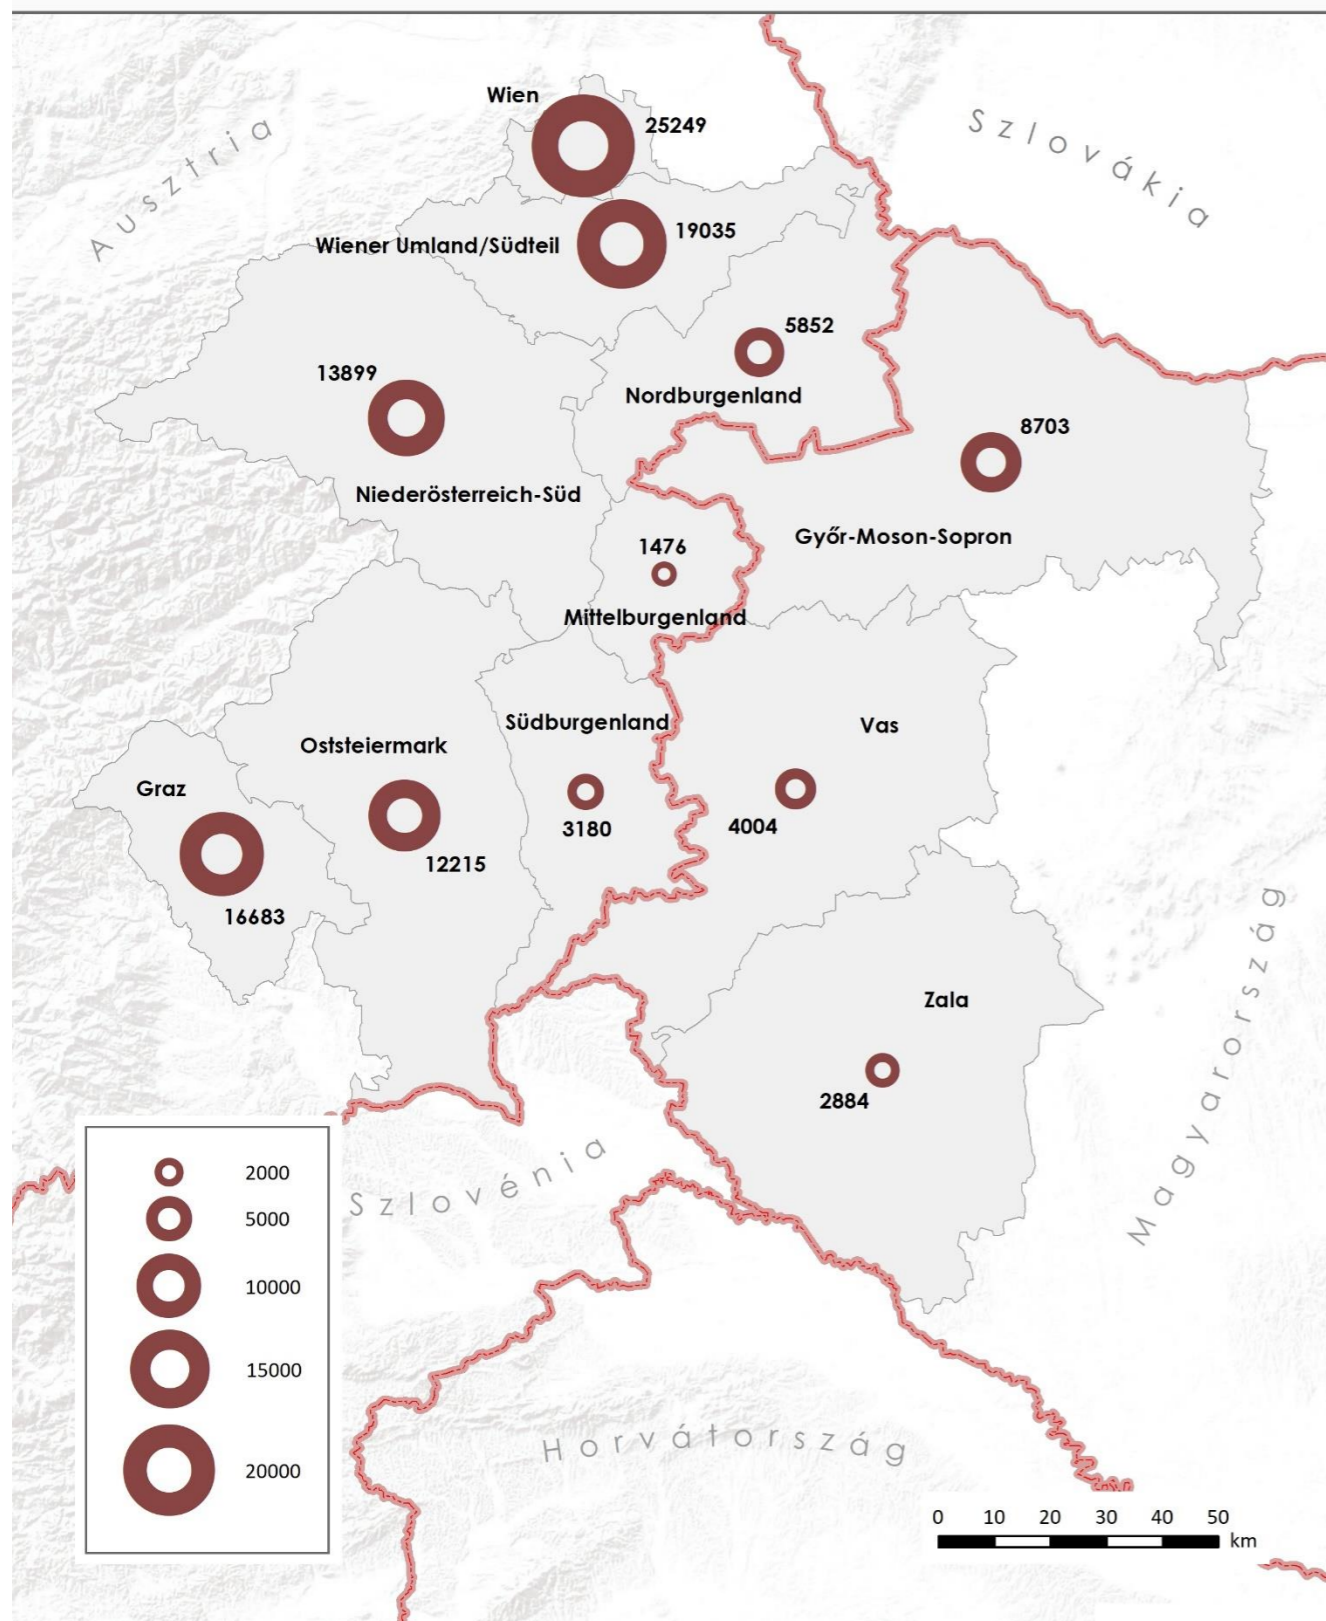 Wien
25249
Szlovákia
Ausztria
Wiener Umland/Südteil
19035
5852
13899
Nordburgenland
8703
Niederösterreich-Süd
Győr-Moson-Sopron
1476
Mittelburgenland
Südburgenland
Vas
Oststeiermark
Graz
3180
4004
12215
16683
Magyarország
Zala
2884
Szlovénia
2000
5000
10000
15000
20000
Horvátország
0 10 20 30 40 50
km